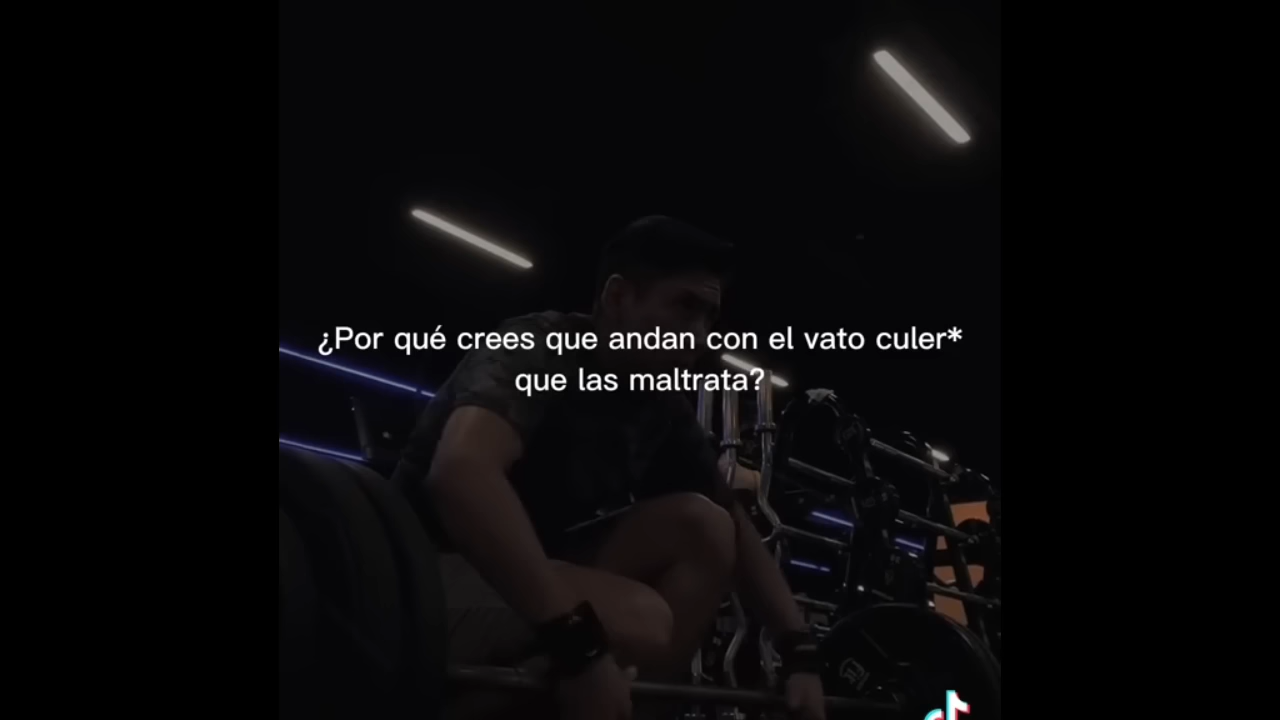 ¿Por qué crees que andan con el vato culer*
que las maltrata?